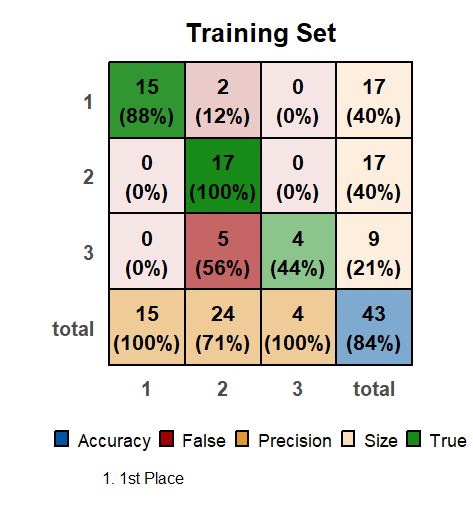 Training Set
1 15 2 0 17
(88%) (12%) (0%) (40%)
2 0 17 0 17
(0%) (100%) (0%) (40%)
3 0 5 4 9
(0%) (56%) (44%) (21%)
total 15 24 4 43
(100%) (71%) (100%) (84%)
1 2 3 total
Accuracy False Precision Size True
1. 1st Place